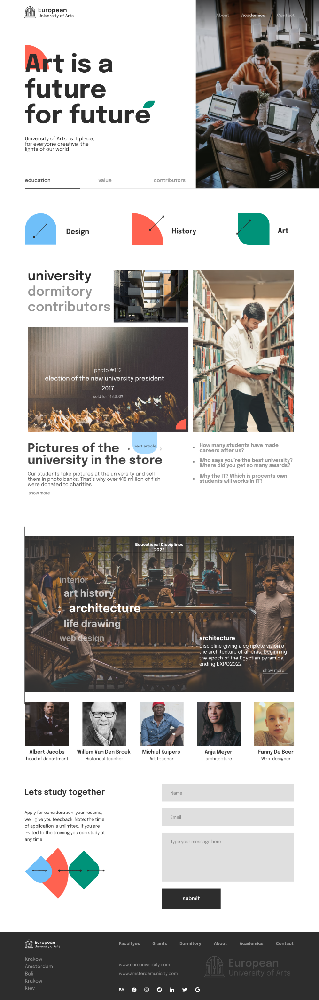 European
University of Arts
About
Academics
Contact
Art is a
future
for future
University of Arts is it place,
for everyone creative the
lights of our world
education
value
contributors
Design
History
Art
university
dormitory
contributors
photo #132
election of the new university president
2017
sold for 148,000$
Pictures of the
university in the store
next article
Our students take pictures at the university and sell
them in photo banks. That's why over $15 million of fish
were donated to charities
show more
How many students have made
careers after us?
Who says you're the best university?
Where did you get so many awards?
Why the IT? Which is procents own
students will works in IT?
Educational Disciplines
2022
interior
art history
architecture
life drawing
web design
architecture
Discipline giving a complete vision of
the architecture of all eras, beginning
the epoch of the Egyptian pyramids,
ending EXPO2022
show more
Albert Jacobs
head of department
Willem Van Den Broek
Historical teacher
Michiel Kuipers
Art teacher
Anja Meyer
architecture
Fanny De Boer
Web designer
Lets study together
Apply for consideration your resume,
we'll give you feedback. Note: the time
of application is unlimited, if you are
invited to the training you can study at
any time
Name
Email
Type your message here
submit
European
University of Arts
Krakow
Amsterdam
Bali
Krakow
Kiev
Facultyes
Grants
Dormitory
About
Academics
Contact
www.eurouniversity.com
www.amsterdamunicity.com
European
University of Arts
Bē